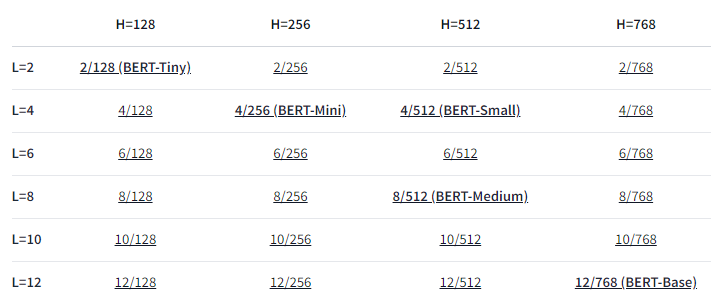 H=128 H=256 H=512 H=768
L=2 2/128 (BERT-Tiny) 2/256 2/512 2/768
L=4 4/128 4/256 (BERT-Mini) 4/512 (BERT-Small) 4/768
L=6 6/128 6/256 6/512 6/768
L=8 8/128 8/256 8/512 (BERT-Medium) 8/768
L=10 10/128 10/256 10/512 10/768
L=12 12/128 12/256 12/512 12/768 (BERT-Base)